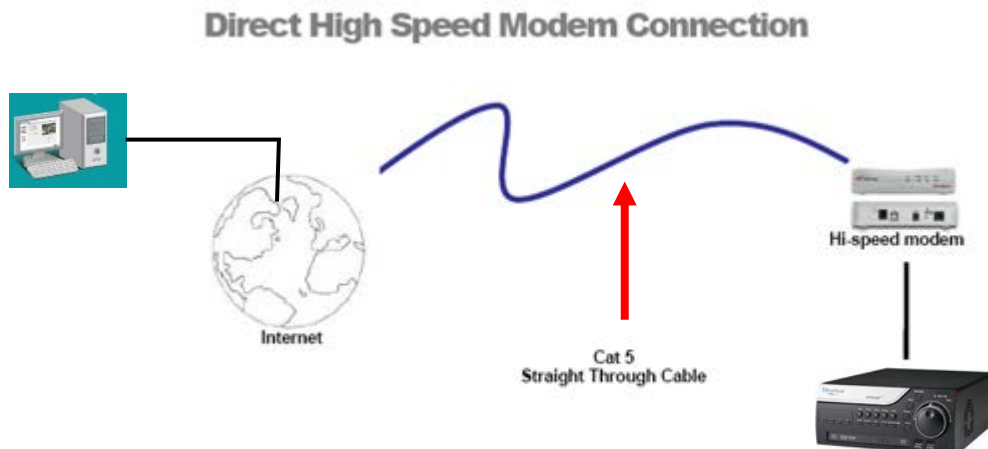 Direct High Speed Modem Connection
Hi-speed modem
Internet
Cat 5
Straight Through Cable